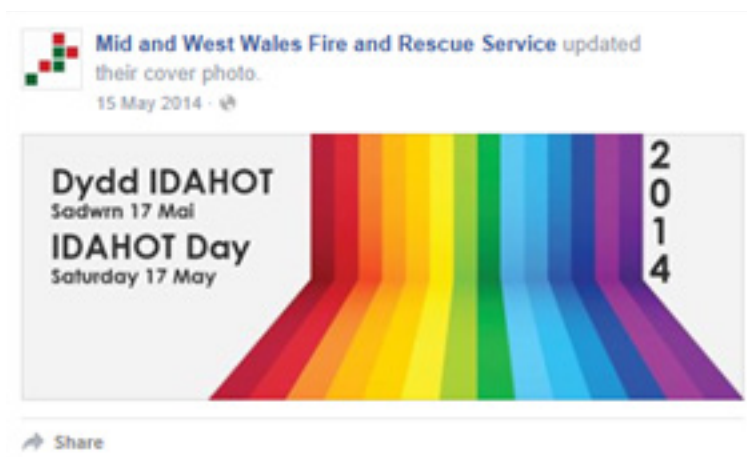 Mid and West Wales Fire and Rescue Service updated
their cover photo.
15 May 2014 ·
Dydd IDAHOT
Sadwrn 17 Mai
IDAHOT Day
Saturday 17 May
2
0
1
4
Share